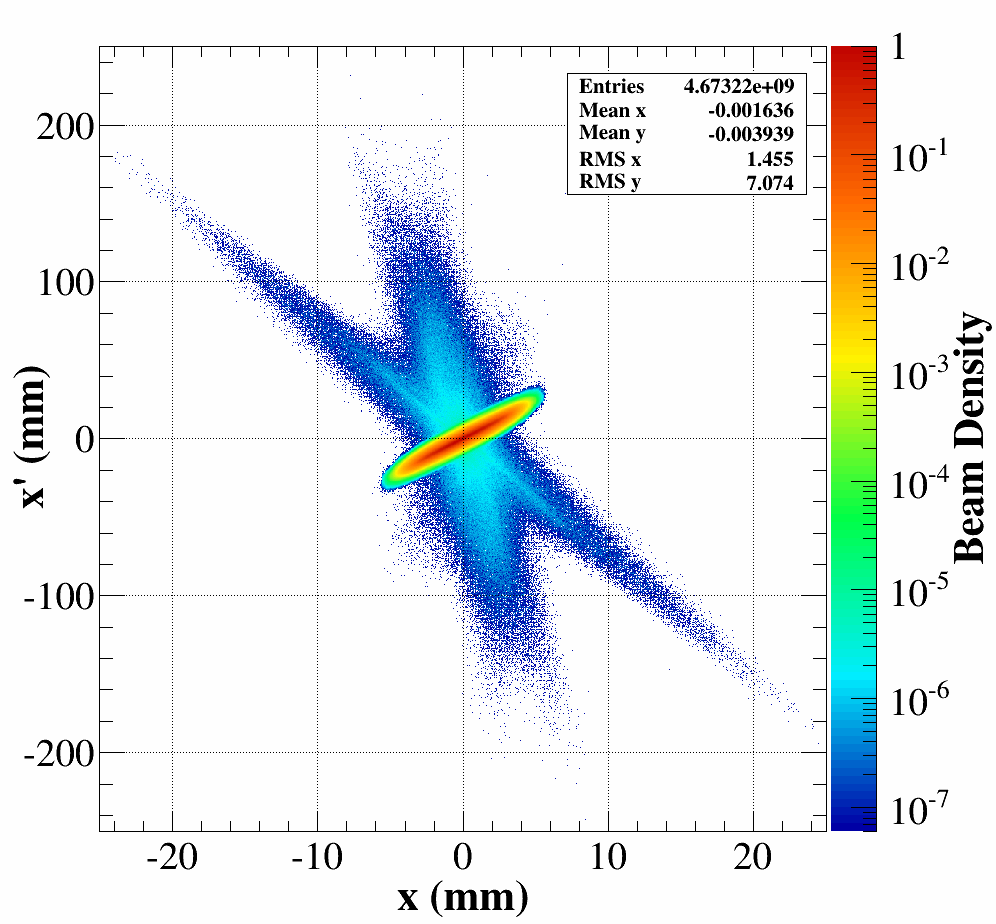 Entries 4.67322e+09
Mean x -0.001636
Mean y -0.003939
RMS x 1.455
RMS y 7.074
200
100
0
-100
-200
x' (mm)
-20 -10 0 10 20
x (mm)
1
10-1
10-2
10-3
10-4
10-5
10-6
10-7
Beam Density